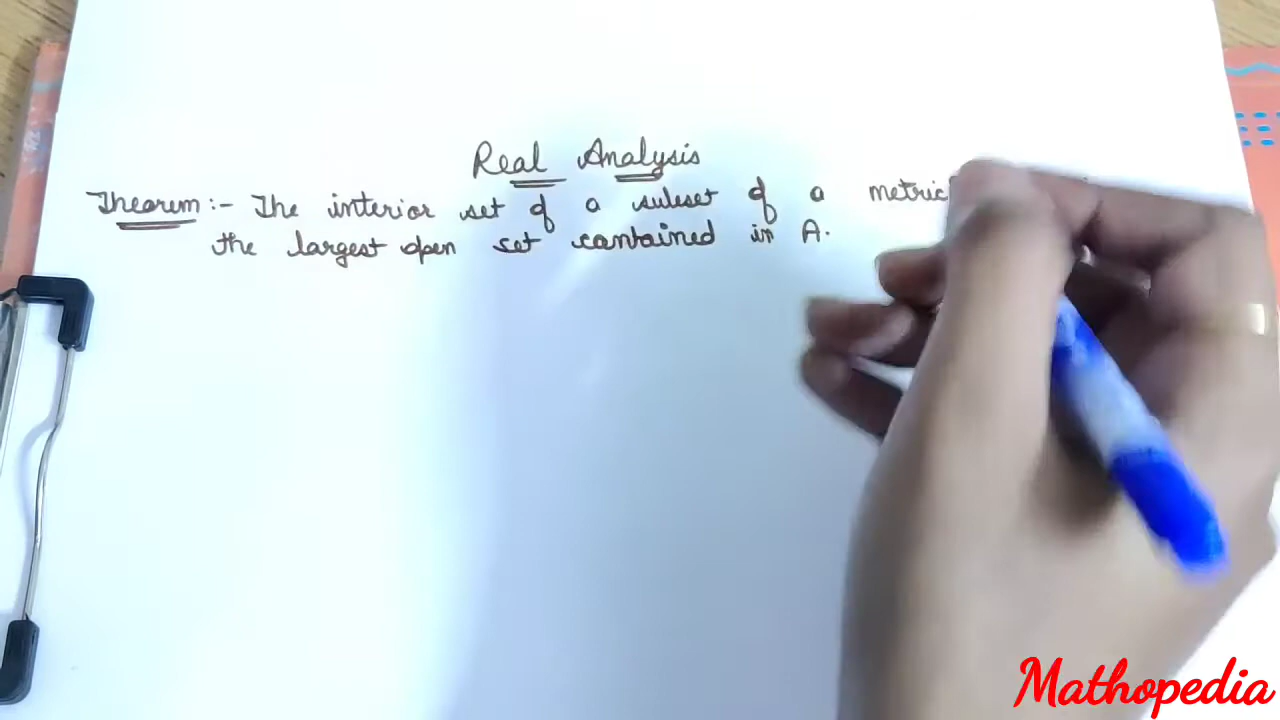 Real Analysis
Theorem :- The interior set of a subset of a metric
the largest open set contained in A.
Mathopedia